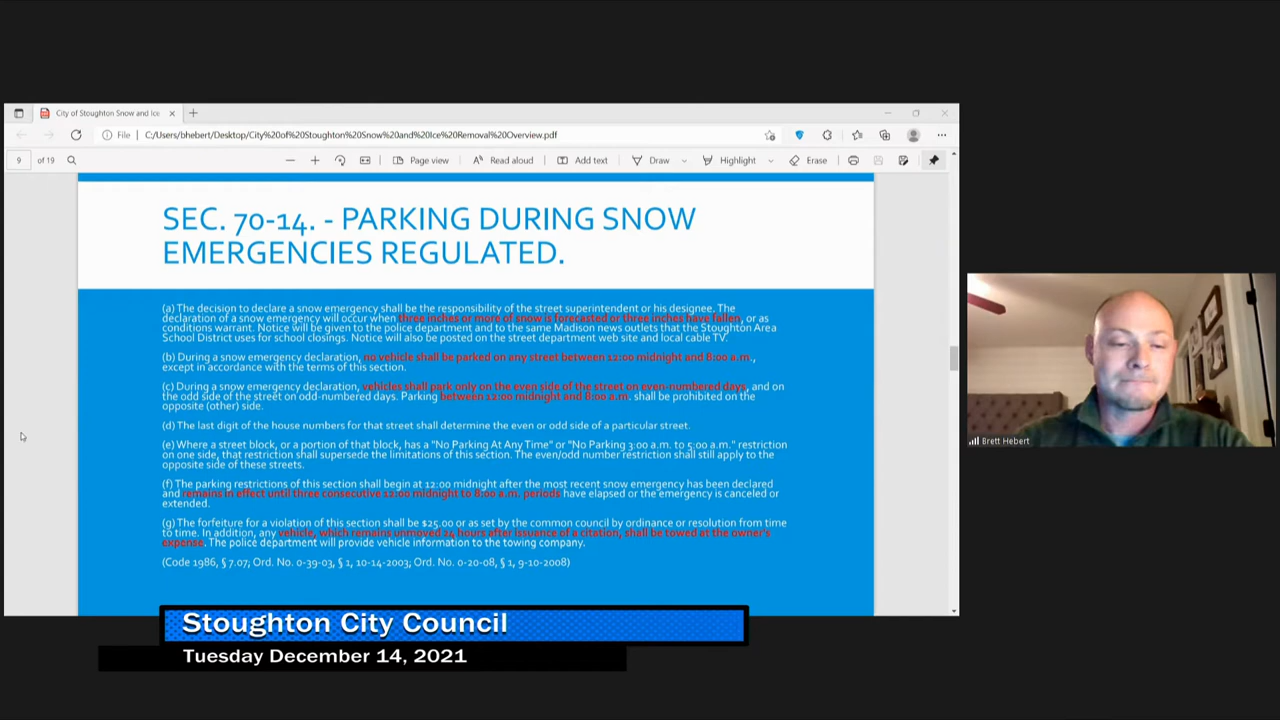 City of Stoughton Snow and Ice
File
C:/Users/bhebert/Desktop/City%20of%20Stoughton%20Snow%20and%20Ice%20Removal%20Overview.pdf
9 of 19
Page view
Read aloud
Add text
Draw
Highlight
Erase
SEC. 70-14. - PARKING DURING SNOW
EMERGENCIES REGULATED.
(a) The decision to declare a snow emergency shall be the responsibility of the street superintendent or his designee. The
declaration of a snow emergency will occur when three inches or more of snow is forecasted or three inches have fallen, or as
conditions warrant. Notice will be given to the police department and to the same Madison news outlets that the Stoughton Area
School District uses for school closings. Notice will also be posted on the street department web site and local cable TV.
(b) During a snow emergency declaration, no vehicle shall be parked on any street between 12:00 midnight and 8:00 a.m.,
except in accordance with the terms of this section.
(c) During a snow emergency declaration, vehicles shall park only on the even side of the street on even-numbered days, and on
the odd side of the street on odd-numbered days. Parking between 12:00 midnight and 8:00 a.m. shall be prohibited on the
opposite (other) side.
(d) The last digit of the house numbers for that street shall determine the even or odd side of a particular street.
(e) Where a street block, or a portion of that block, has a "No Parking At Any Time" or "No Parking 3:00 a.m. to 5:00 a.m." restriction
on one side, that restriction shall supersede the limitations of this section. The even/odd number restriction shall still apply to the
opposite side of these streets.
(f) The parking restrictions of this section shall begin at 12:00 midnight after the most recent snow emergency has been declared
and remains in effect until three consecutive 12:00 midnight to 8:00 a.m. periods have elapsed or the emergency is canceled or
extended.
(g) The forfeiture for a violation of this section shall be $25.00 or as set by the common council by ordinance or resolution from time
to time. In addition, any vehicle, which remains unmoved 24 hours after issuance of a citation, shall be towed at the owner's
expense. The police department will provide vehicle information to the towing company.
(Code 1986, § 7.07; Ord. No. 0-39-03, § 1, 10-14-2003; Ord. No. 0-20-08, § 1, 9-10-2008)
Brett Hebert
Stoughton City Council
Tuesday December 14, 2021